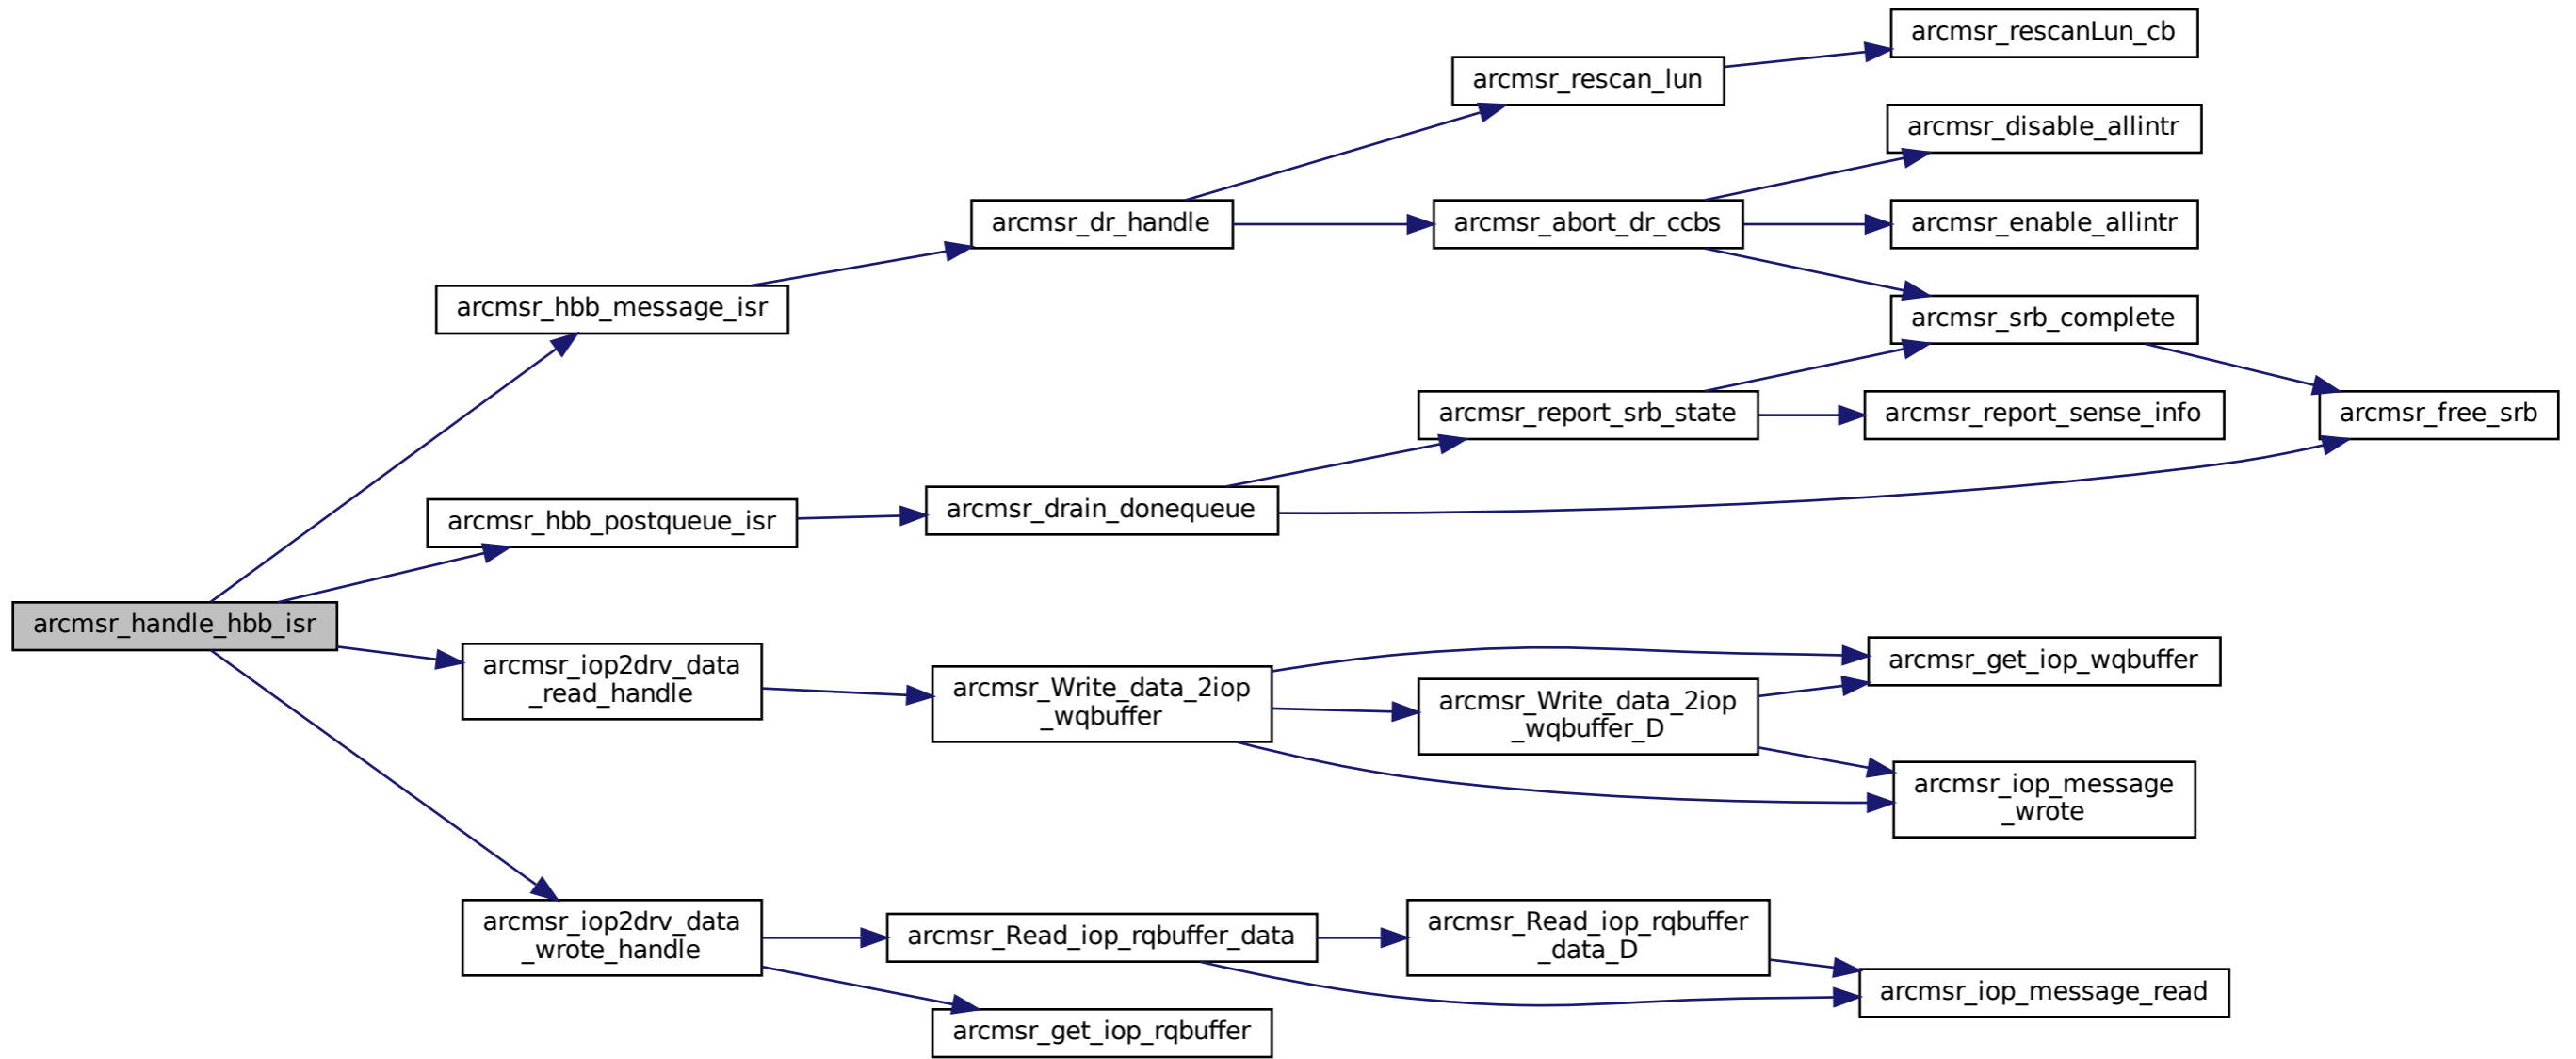 arcmsr_rescanLun_cb
arcmsr_rescan_lun
arcmsr_disable_allintr
arcmsr_dr_handle
arcmsr_abort_dr_ccbs
arcmsr_enable_allintr
arcmsr_hbb_message_isr
arcmsr_srb_complete
arcmsr_report_srb_state
arcmsr_report_sense_info
arcmsr_free_srb
arcmsr_hbb_postqueue_isr
arcmsr_drain_donequeue
arcmsr_handle_hbb_isr
arcmsr_iop2drv_data
_read_handle
arcmsr_Write_data_2iop
_wqbuffer
arcmsr_Write_data_2iop
_wqbuffer_D
arcmsr_get_iop_wqbuffer
arcmsr_iop_message
_wrote
arcmsr_iop2drv_data
_wrote_handle
arcmsr_Read_iop_rqbuffer_data
arcmsr_Read_iop_rqbuffer
_data_D
arcmsr_iop_message_read
arcmsr_get_iop_rqbuffer